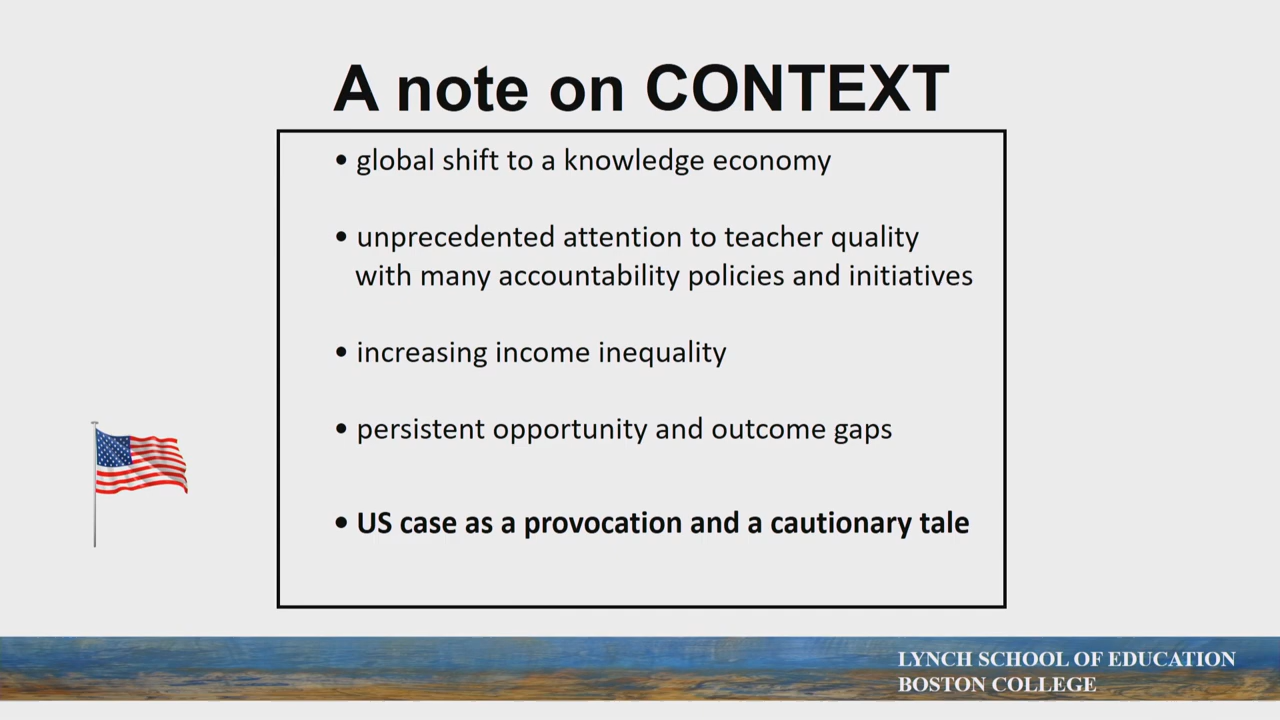 A note on CONTEXT
• global shift to a knowledge economy
• unprecedented attention to teacher quality
with many accountability policies and initiatives
• increasing income inequality
• persistent opportunity and outcome gaps
• US case as a provocation and a cautionary tale
LYNCH SCHOOL OF EDUCATION
BOSTON COLLEGE